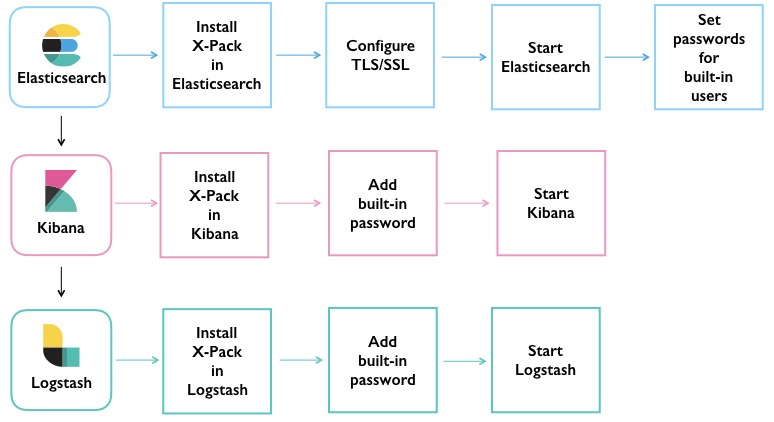 Elasticsearch
Install
X-Pack
in
Elasticsearch
Configure
TLS/SSL
Start
Elasticsearch
Set
passwords
for
built-in
users
Kibana
Install
X-Pack
in
Kibana
Add
built-in
password
Start
Kibana
Logstash
Install
X-Pack
in
Logstash
Add
built-in
password
Start
Logstash